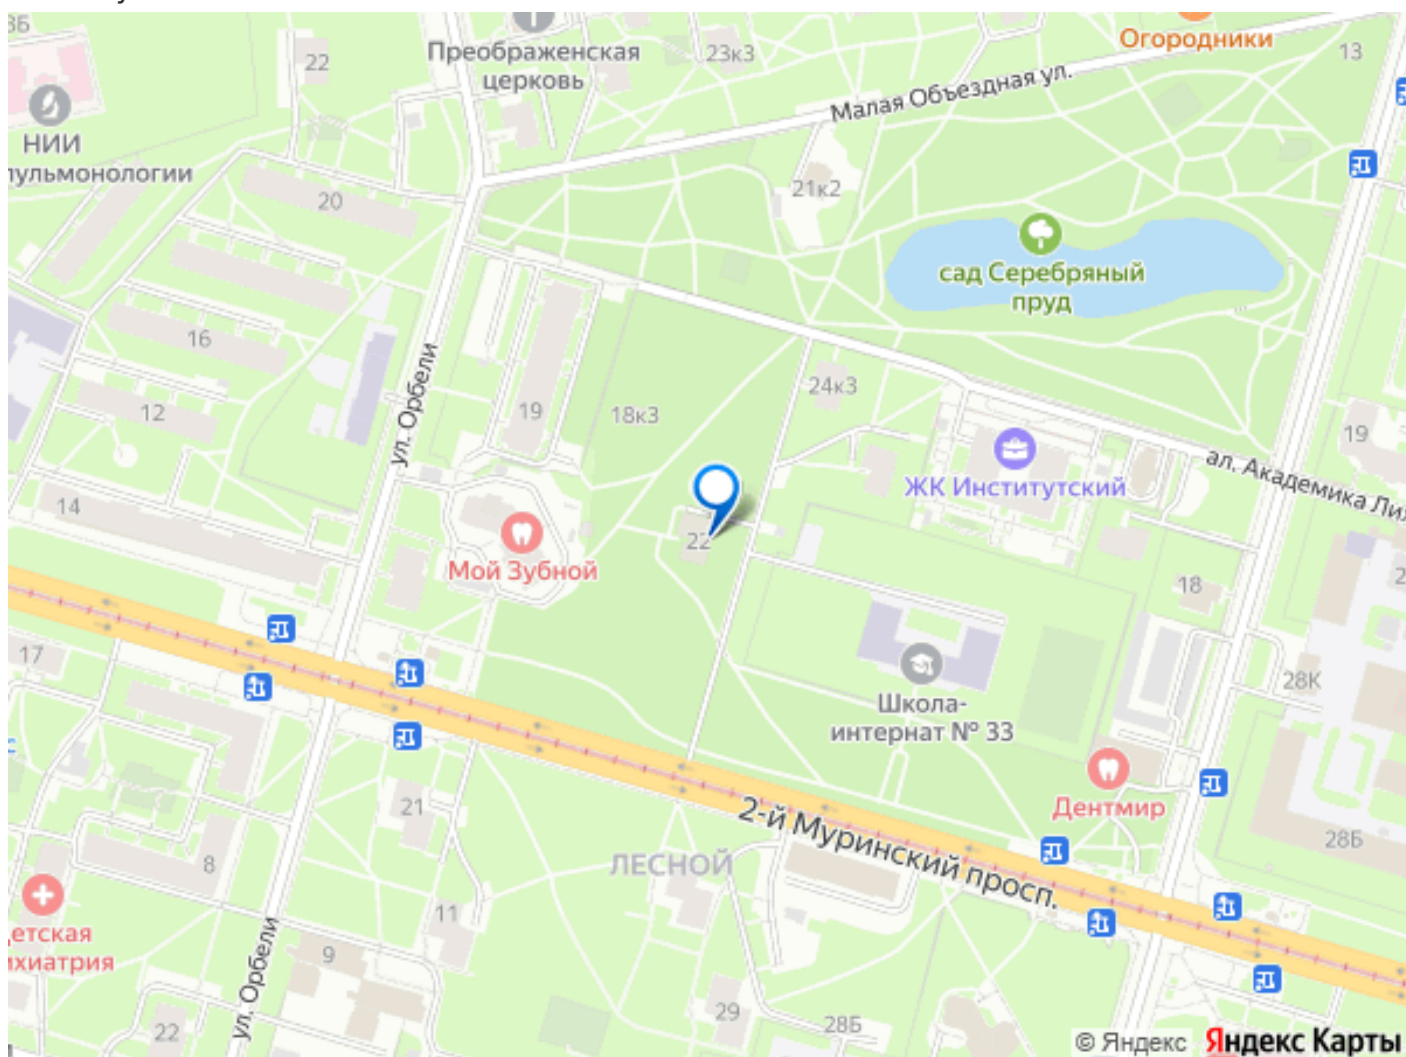 22
Преображенская
церковь
23к3
Огородники
13
НИИ
пульмонологии
Малая Объездная ул.
20
21к2
сад Серебряный
пруд
16
ул. Орбели
12
19
18к3
24к3
19
ЖК Институтский
ал. Академика Лих
14
22
Мой Зубной
18
17
Школа-
интернат № 33
28К
21
Дентмир
2-й Муринский просп.
8
ЛЕСНОЙ
28Б
11
9
ул. Орбели
22
29
28Б
© Яндекс Яндекс Карты